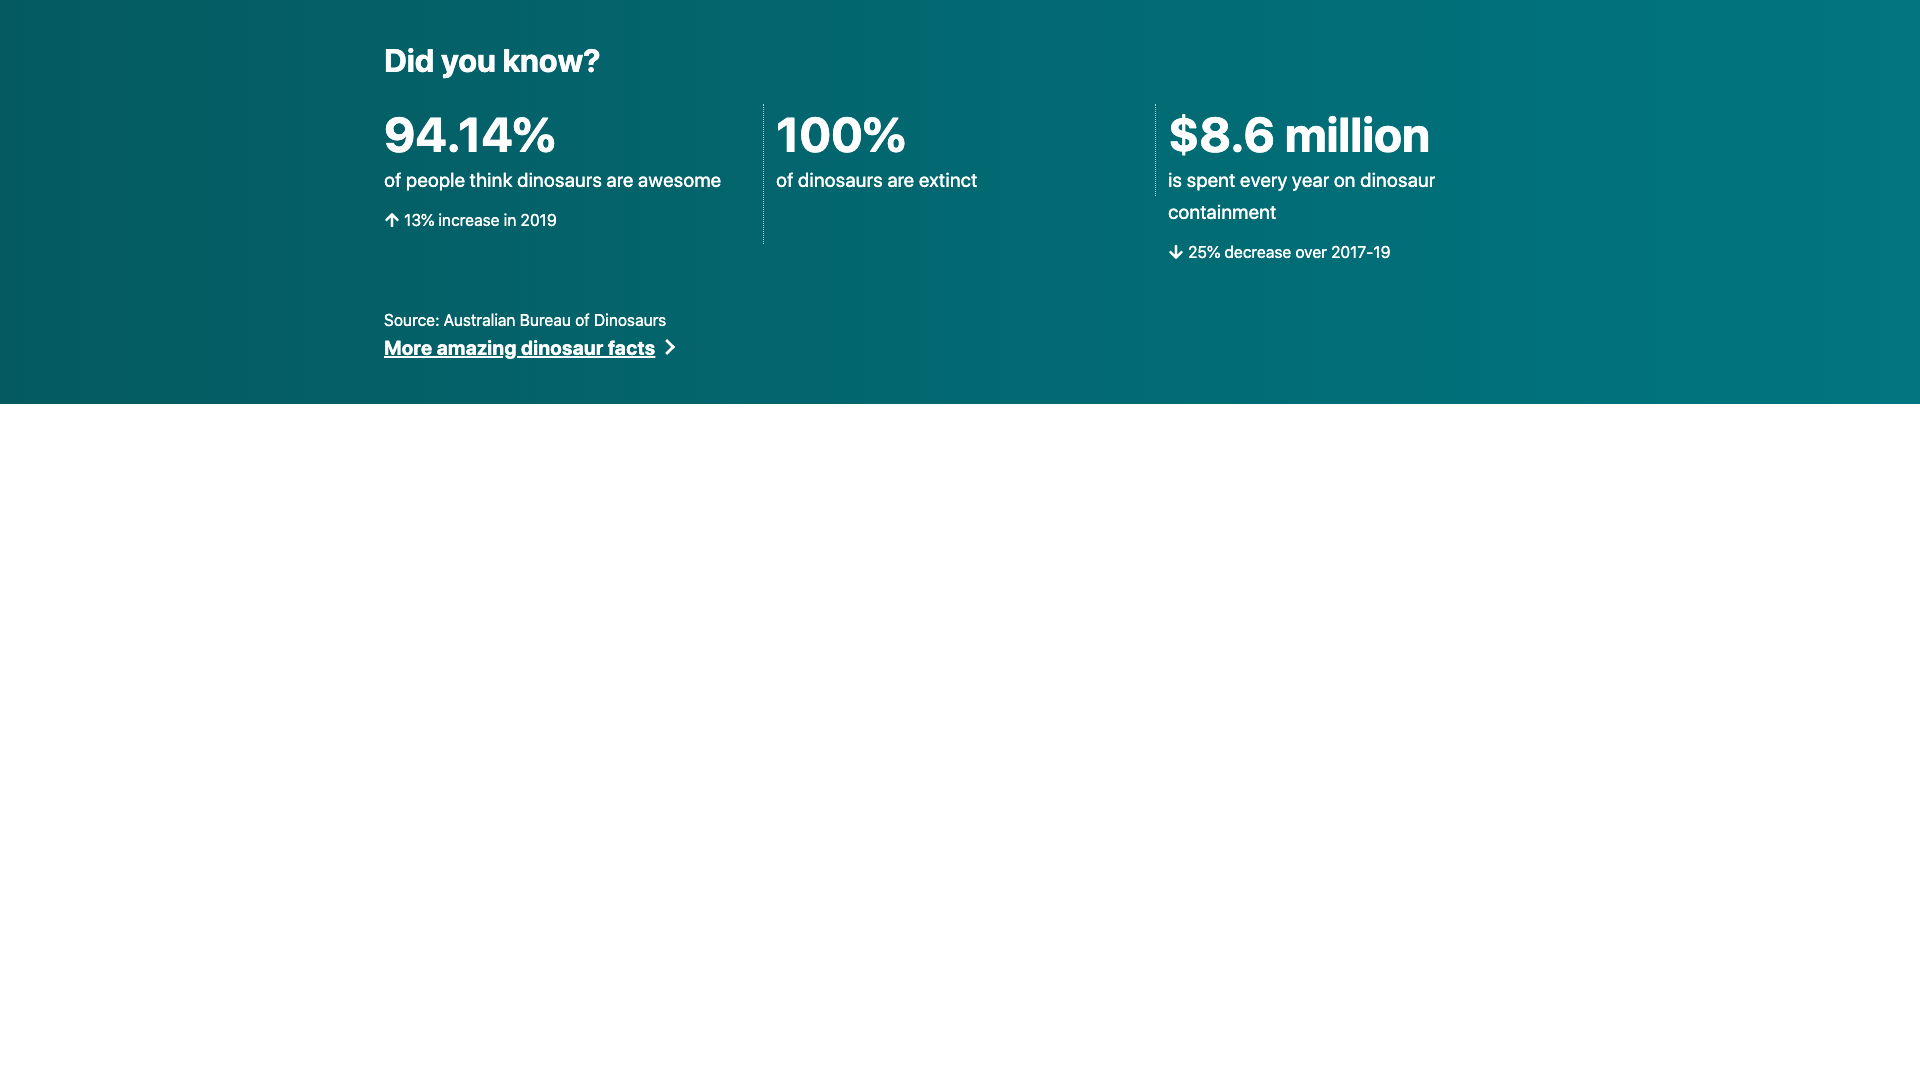 Did you know?
94.14%
of people think dinosaurs are awesome
13% increase in 2019
100%
of dinosaurs are extinct
$8.6 million
is spent every year on dinosaur
containment
25% decrease over 2017-19
Source: Australian Bureau of Dinosaurs
More amazing dinosaur facts